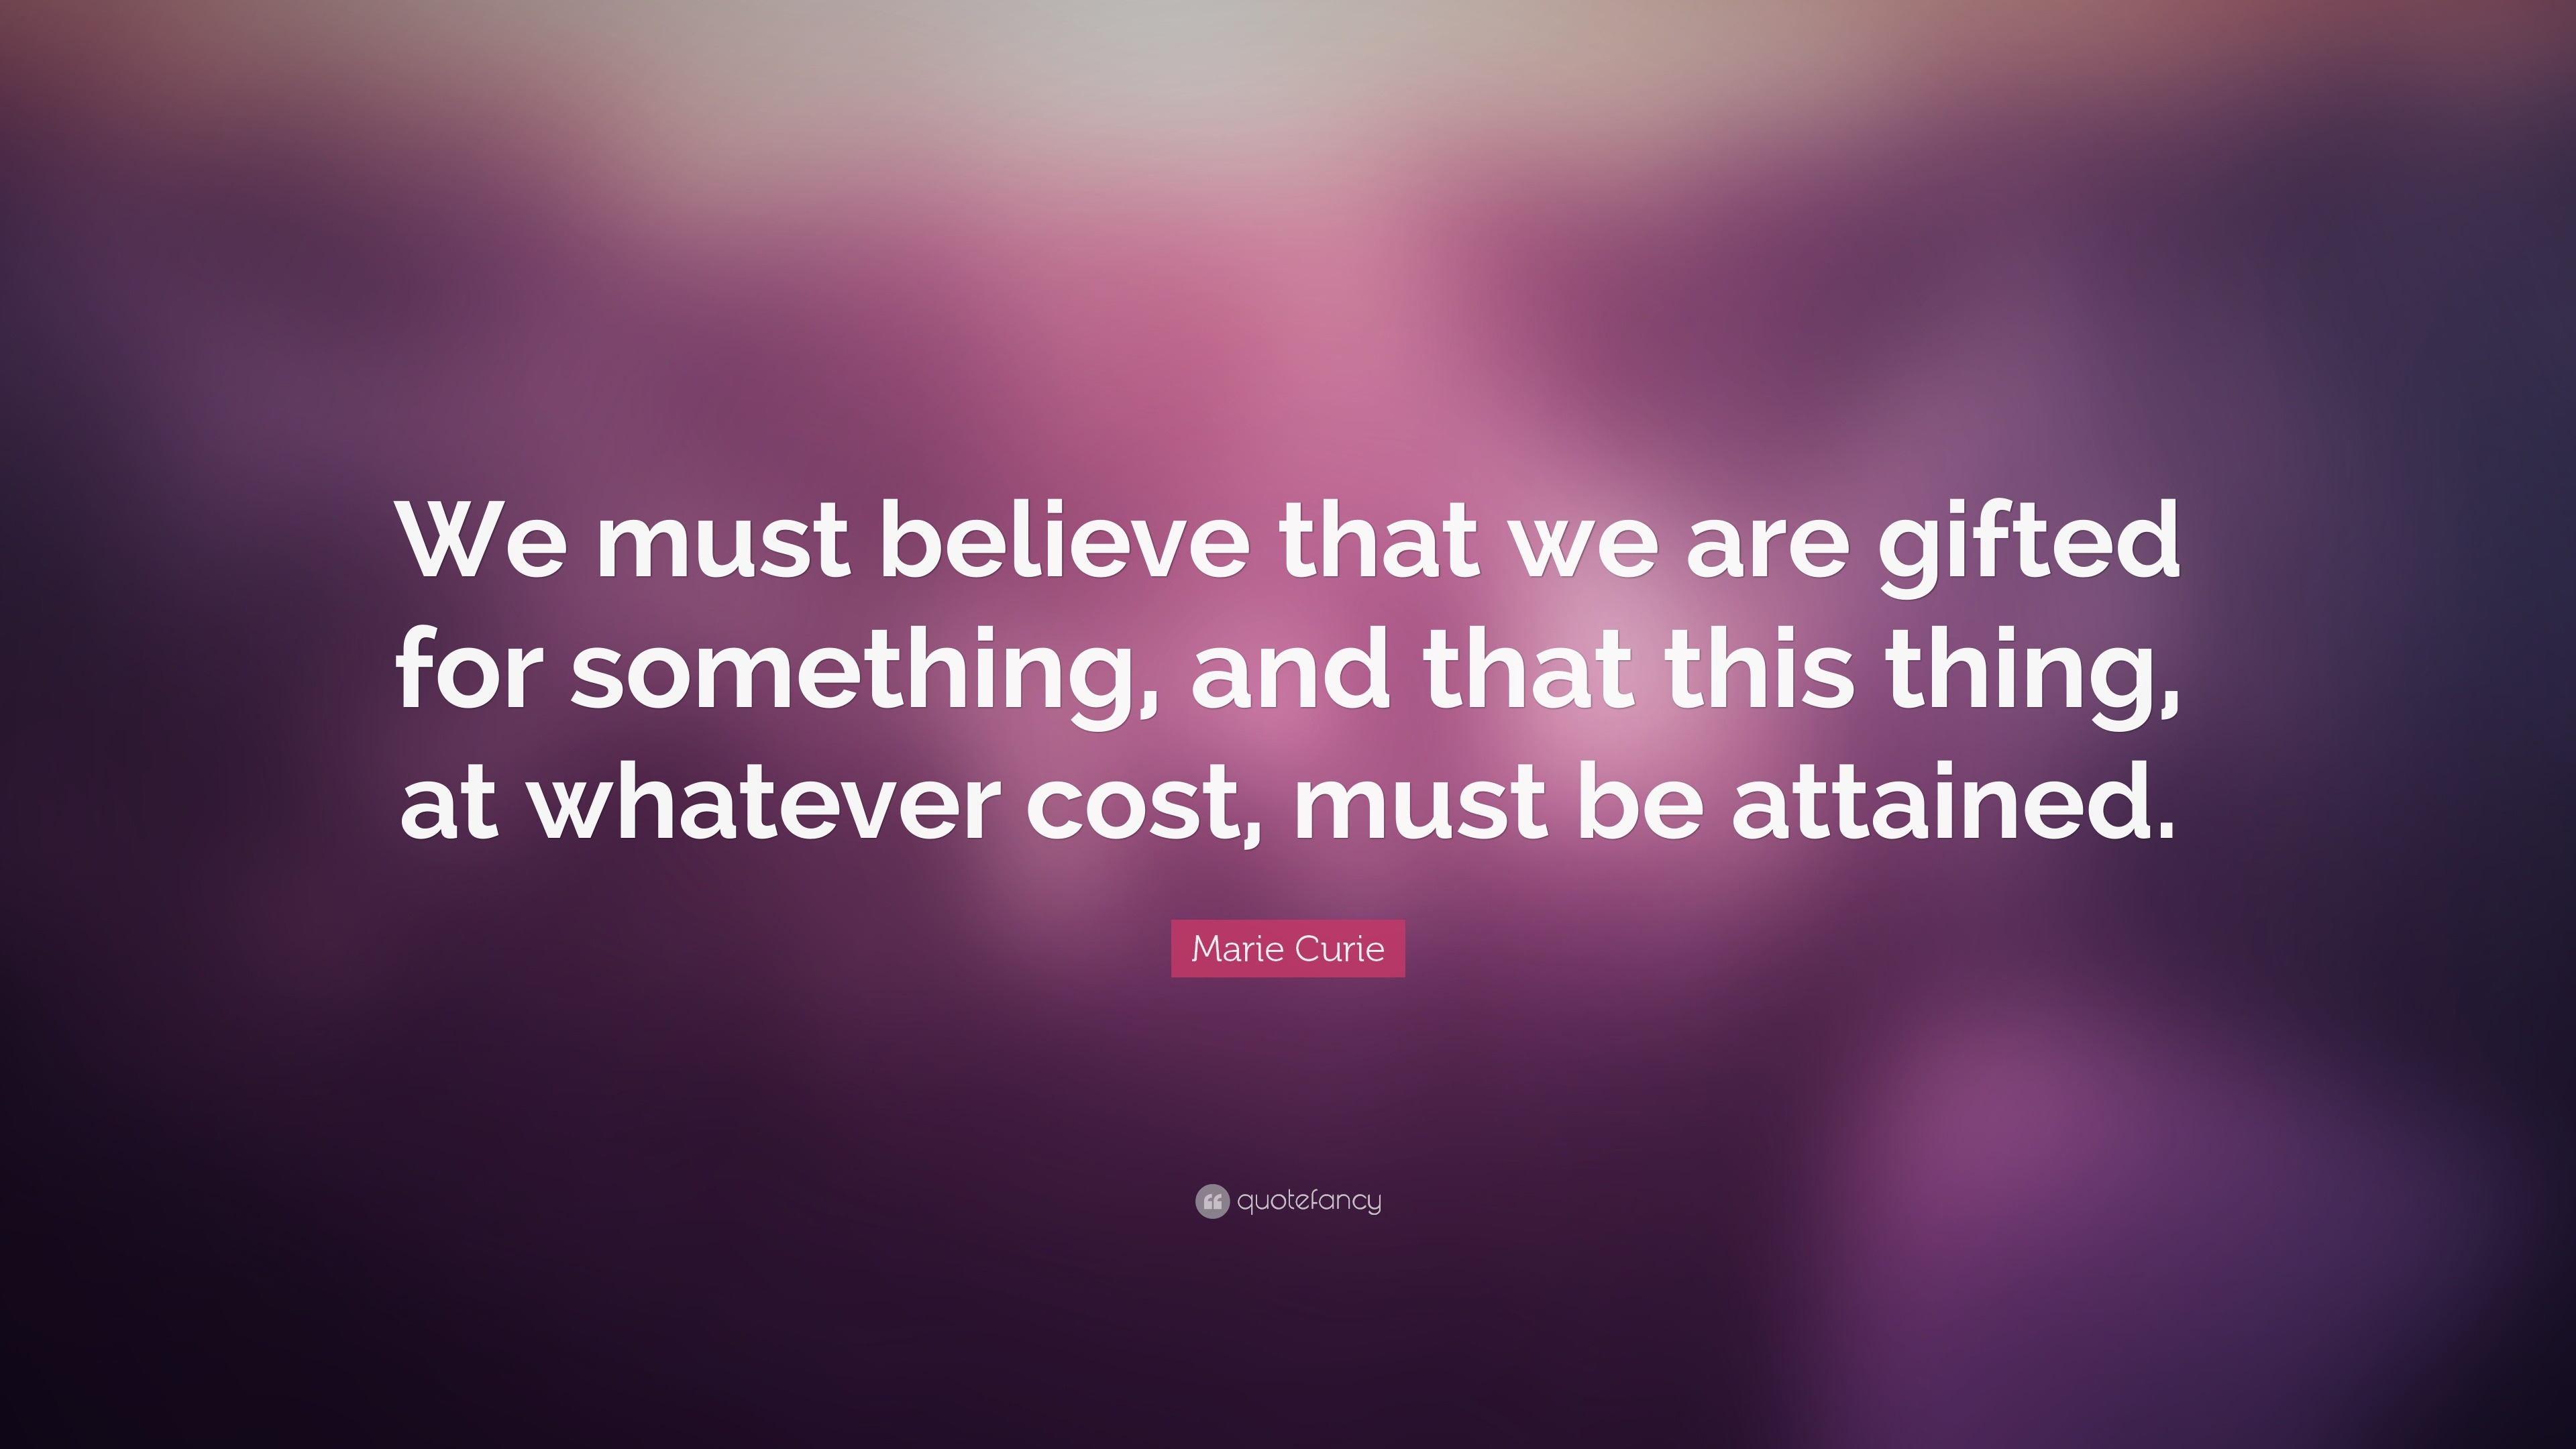 We must believe that we are gifted
for something, and that this thing,
at whatever cost, must be attained.
Marie Curie
quotefancy